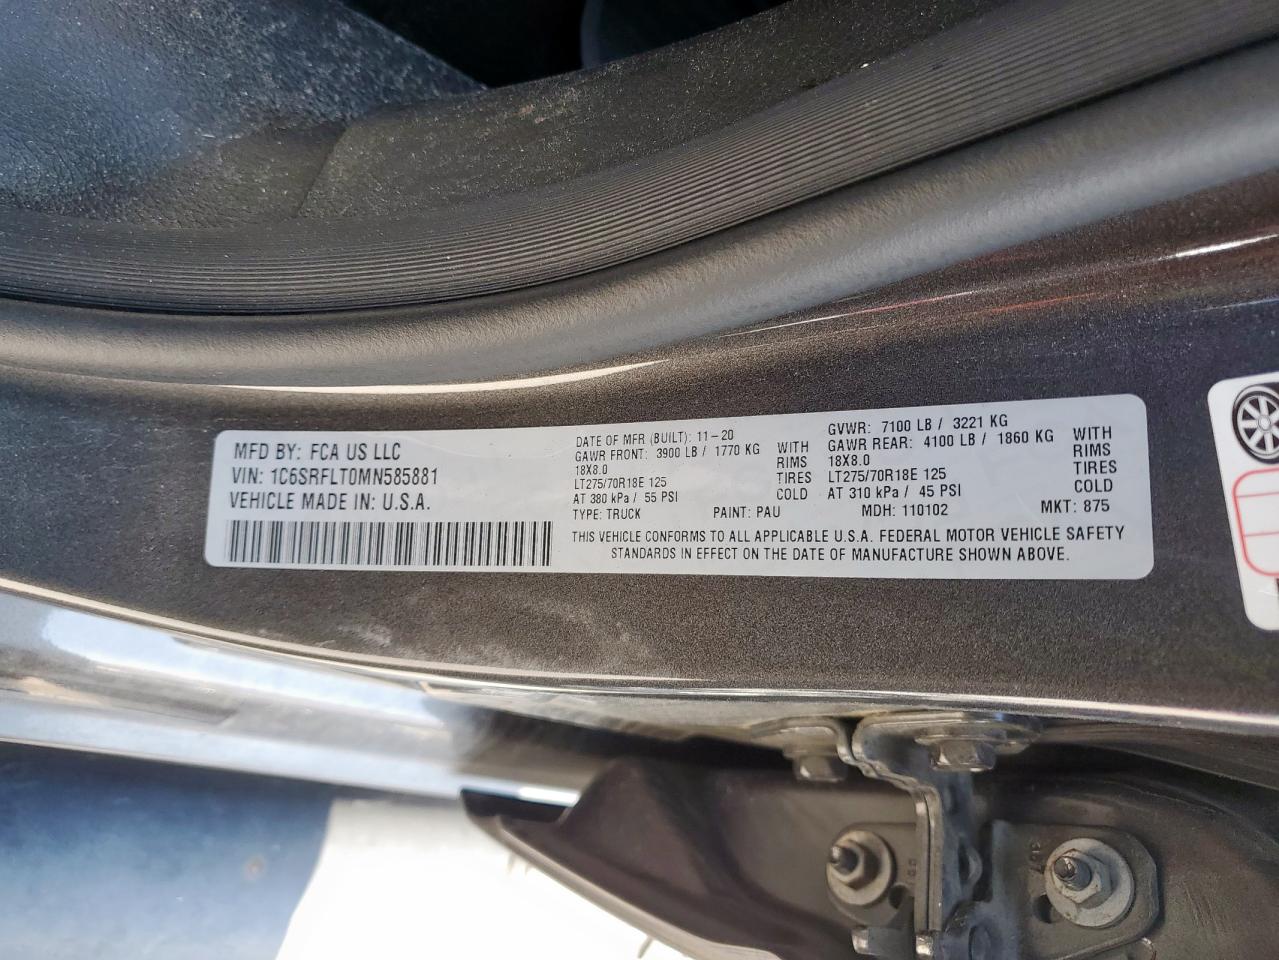 MFD BY: FCA US LLC
VIN: 1C6SRFLT0MN585881
VEHICLE MADE IN: U.S.A.
DATE OF MFR (BUILT): 11-20
GAWR FRONT: 3900 LB / 1770 KG WITH
18X8.0 RIMS
LT275/70R18E 125 TIRES
AT 380 kPa / 55 PSI COLD
GVWR: 7100 LB / 3221 KG
GAWR REAR: 4100 LB / 1860 KG WITH
18X8.0 RIMS
LT275/70R18E 125 TIRES
AT 310 kPa / 45 PSI COLD
TYPE: TRUCK PAINT: PAU MDH: 110102 MKT: 875
THIS VEHICLE CONFORMS TO ALL APPLICABLE U.S.A. FEDERAL MOTOR VEHICLE SAFETY
STANDARDS IN EFFECT ON THE DATE OF MANUFACTURE SHOWN ABOVE.